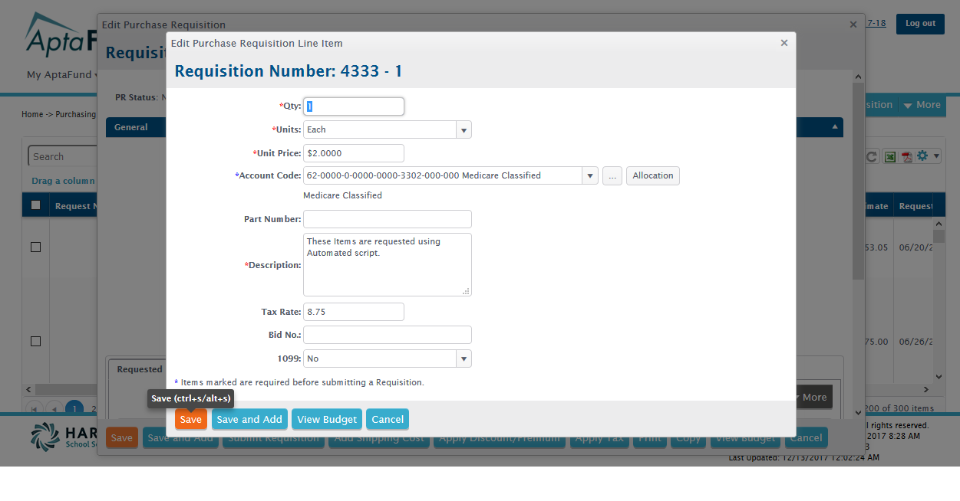 Edit Purchase Requisition
7-18
Log out
Apta
My AptaFund
Edit Purchase Requisition Line Item
Requisition Number: 4333 - 1
PR Status:
Home -> Purchasing
General
More
Search
*Qty: 1
*Units: Each
*Unit Price: $2.0000
*Account Code: 62-0000-0-0000-0000-3302-000-000 Medicare Classified
...
Allocation
Medicare Classified
Part Number:
*Description: These Items are requested using
Automated script.
Tax Rate: 8.75
Bid No.:
1099: No
* Items marked are required before submitting a Requisition.
Save (ctrl+s/alt+s)
Save
Save and Add
View Budget
Cancel
Drag a column
Request
53.05 06/20/2
75.00 06/26/2
Requested
More
1 2
200 of 300 items
HAR
School
Save Save and Add Submit Requisition Add Shipping Cost Apply Discount/Premium Apply Tax Print Copy View Budget Cancel
rights reserved.
2017 8:28 AM
Last Updated: 12/13/2017 12:02:24 AM